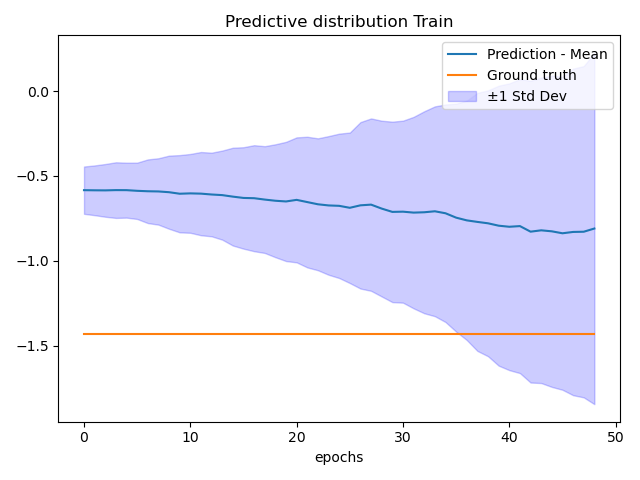 Predictive distribution Train
Prediction - Mean
Ground truth
±1 Std Dev
0.0
−0.5
−1.0
−1.5
0 10 20 30 40 50
epochs